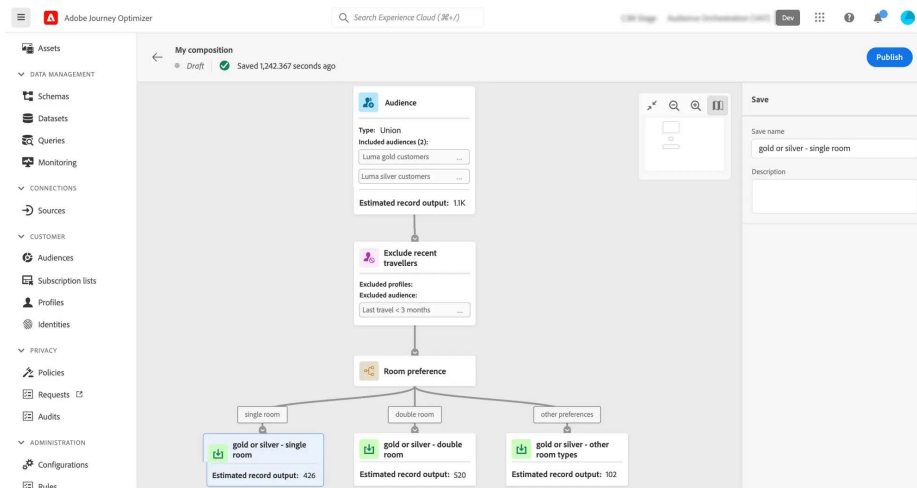 Adobe Journey Optimizer
Search Experience Cloud (⌘+/)
Dev
Assets
DATA MANAGEMENT
Schemas
Datasets
Queries
Monitoring
CONNECTIONS
Sources
CUSTOMER
Audiences
Subscription lists
Profiles
Identities
PRIVACY
Policies
Requests
Audits
ADMINISTRATION
Configurations
Rules
My composition
Draft
Saved 1,242.367 seconds ago
Publish
Audience
Type: Union
Included audiences (2):
Luma gold customers ...
Luma silver customers ...
Estimated record output: 1.1K
Exclude recent
travellers
Excluded profiles:
Excluded audience:
Last travel < 3 months ...
Room preference
single room
double room
other preferences
gold or silver - single
room
Estimated record output: 426
gold or silver - double
room
Estimated record output: 520
gold or silver - other
room types
Estimated record output: 102
Save
Save name
gold or silver - single room
Description